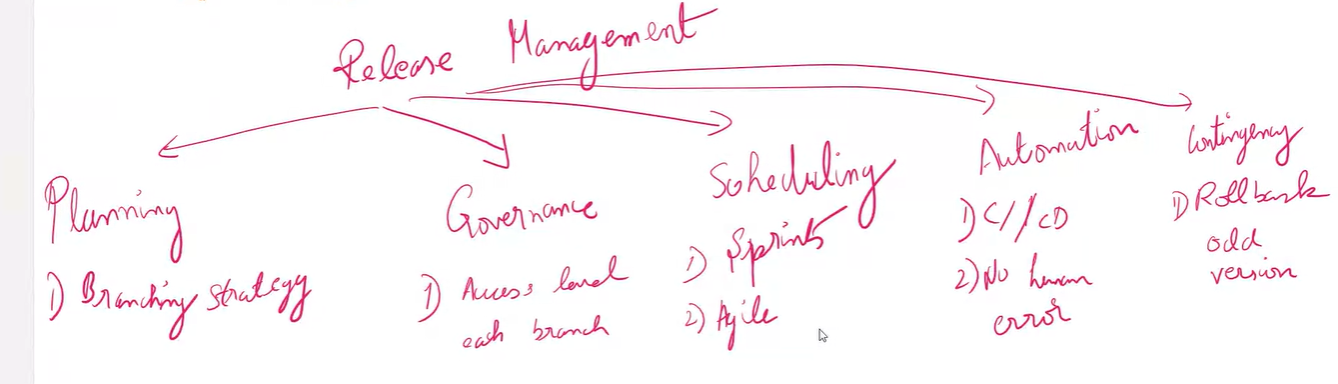 Release Management
Planning
1) Branching strategy
Governance
1) Access level
each branch
Scheduling
1) Sprints
2) Agile
Automation
1) CI/CD
2) No human
error
Contingency
1) Rollback
odd
version